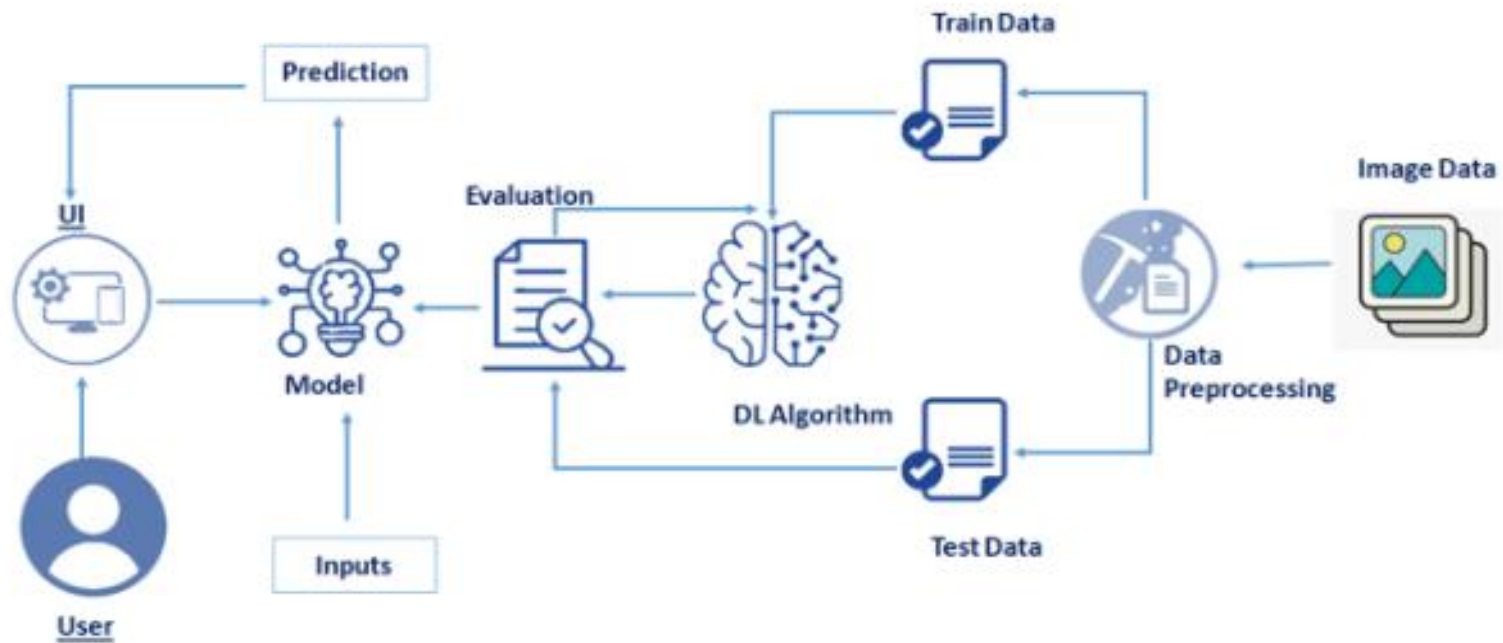 Train Data
Prediction
Image Data
Evaluation
UI
Data
Preprocessing
Model
DL Algorithm
Test Data
Inputs
User